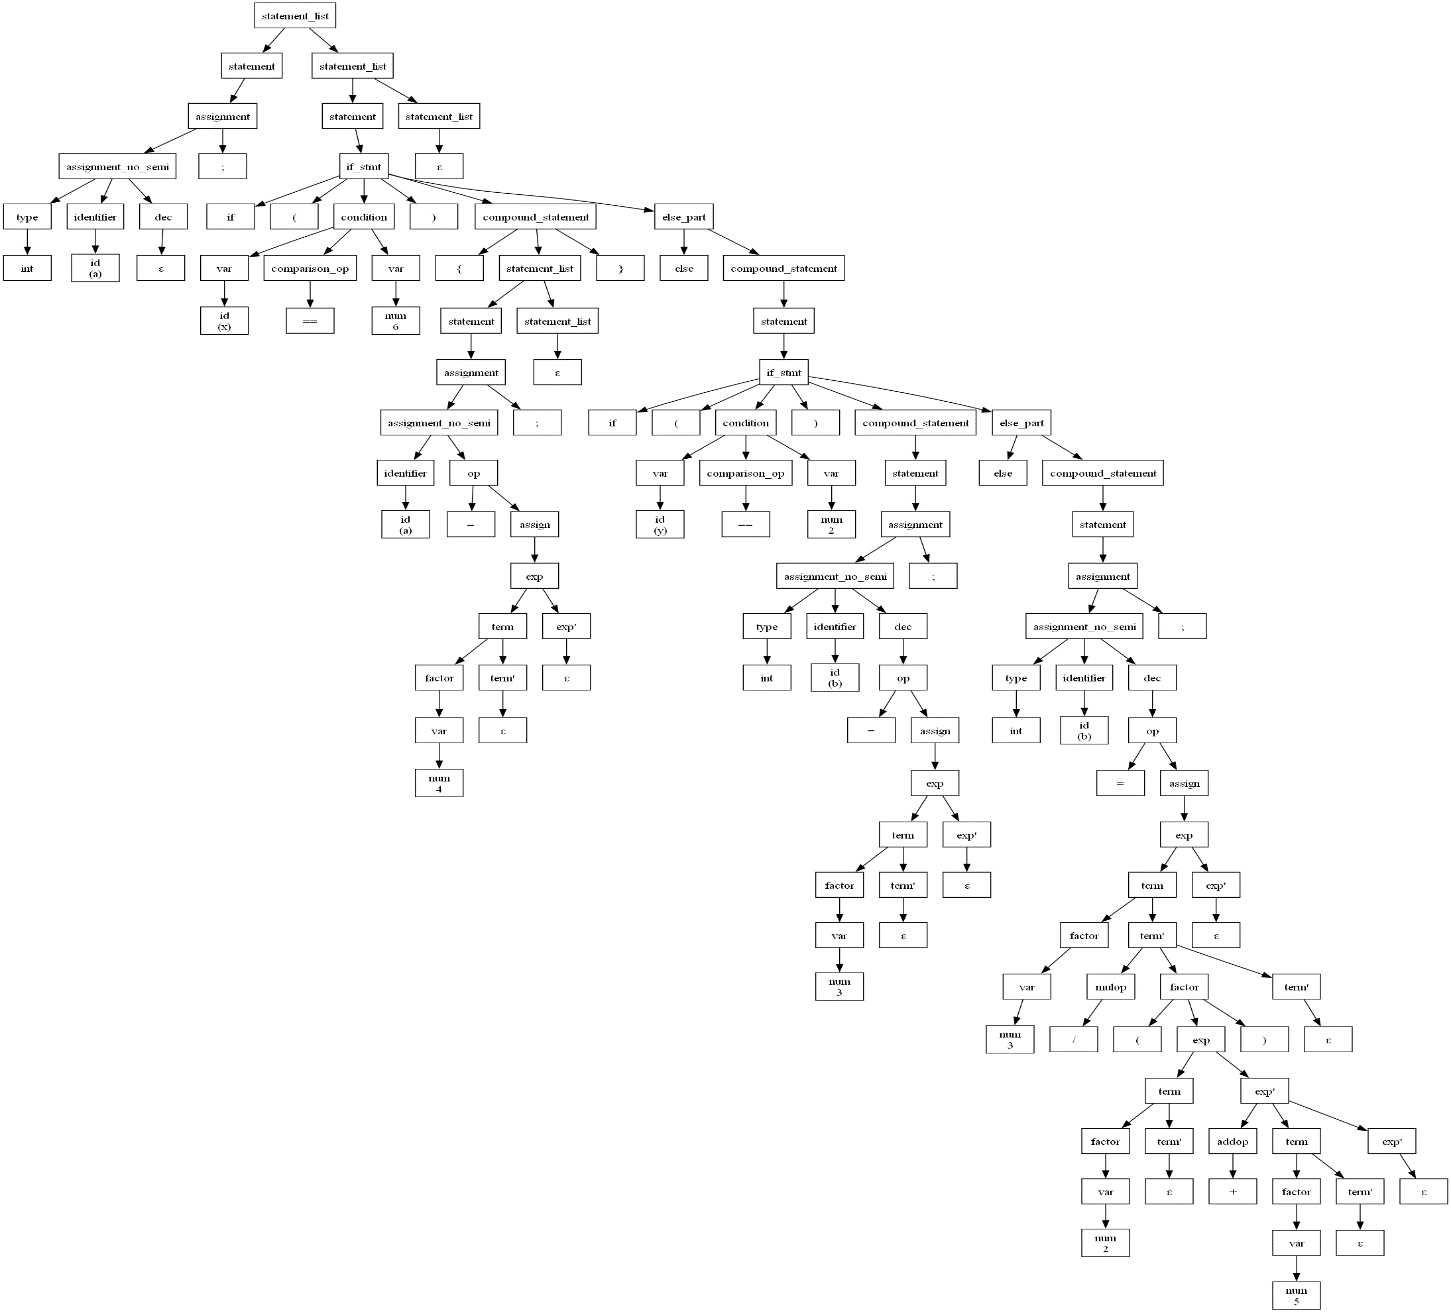 statement_list
statement statement_list
assignment statement statement_list
assignment_no_semi ; if_stmt ε
type identifier dec if ( condition ) compound_statement else_part
int id ε var comparison_op var { statement_list } else compound_statement
(a)
id == num statement statement_list statement
(x) 6
assignment ε if_stmt
assignment_no_semi ; if ( condition ) compound_statement else_part
identifier op var comparison_op var statement else compound_statement
id = assign id == num assignment statement
(a) (y) 2
exp assignment_no_semi ; assignment
term exp' type identifier dec assignment_no_semi ;
factor term' ε int id op type identifier dec
(b)
var ε = assign int id op
(b)
num exp = assign
4
term exp' exp
factor term' ε term exp'
var ε factor term' ε
num var mulop factor term'
3
num / ( exp ) ε
3
term exp'
factor term' addop term exp'
var ε + factor term' ε
num var ε
2
num
5